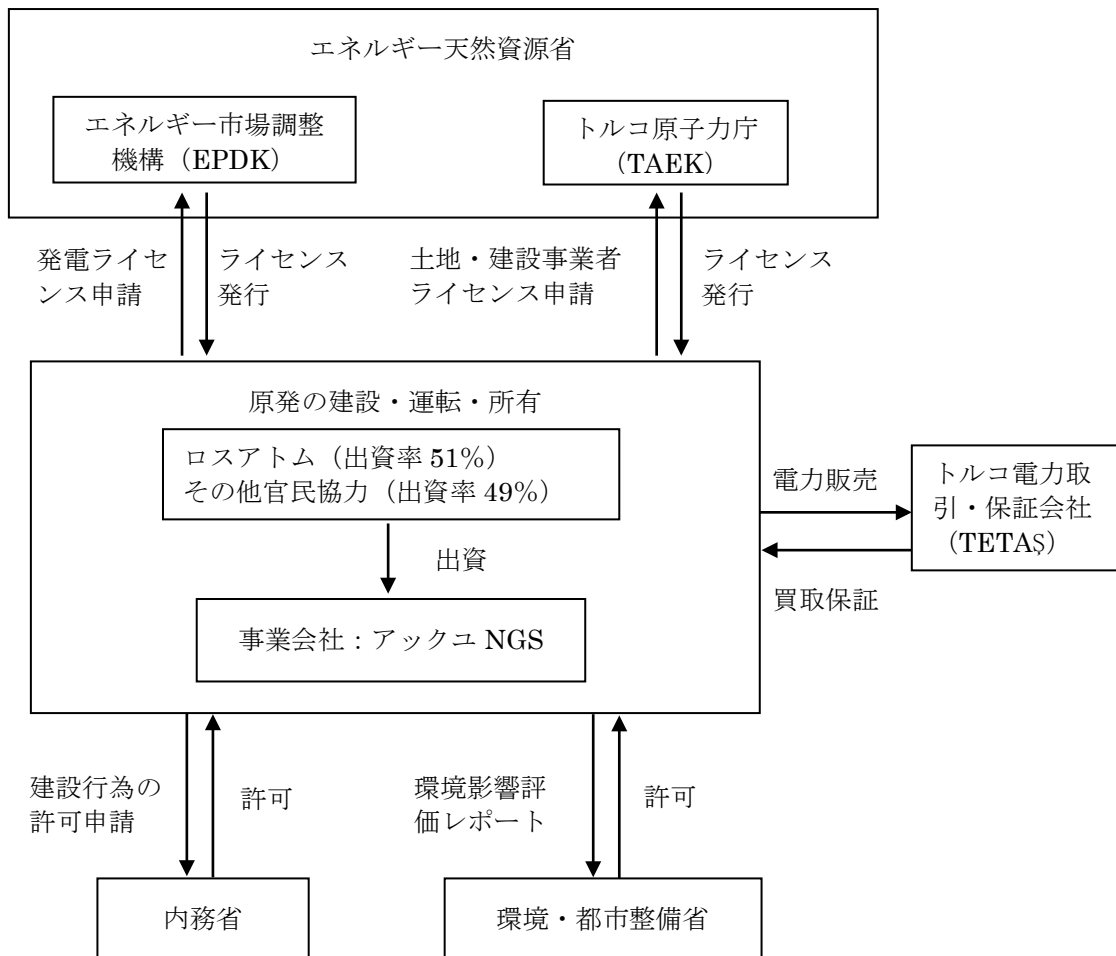 エネルギー天然資源省
エネルギー市場調整
機構（EPDK）
トルコ原子力庁
（TAEK）
発電ライセ
ンス申請
ライセンス
発行
土地・建設事業者
ライセンス申請
ライセンス
発行
原発の建設・運転・所有
ロスアトム（出資率 51%）
その他官民協力（出資率 49%）
出資
事業会社：アックユ NGS
電力販売
買取保証
トルコ電力取
引・保証会社
（TETAŞ）
建設行為の
許可申請
許可
環境影響評
価レポート
許可
内務省
環境・都市整備省